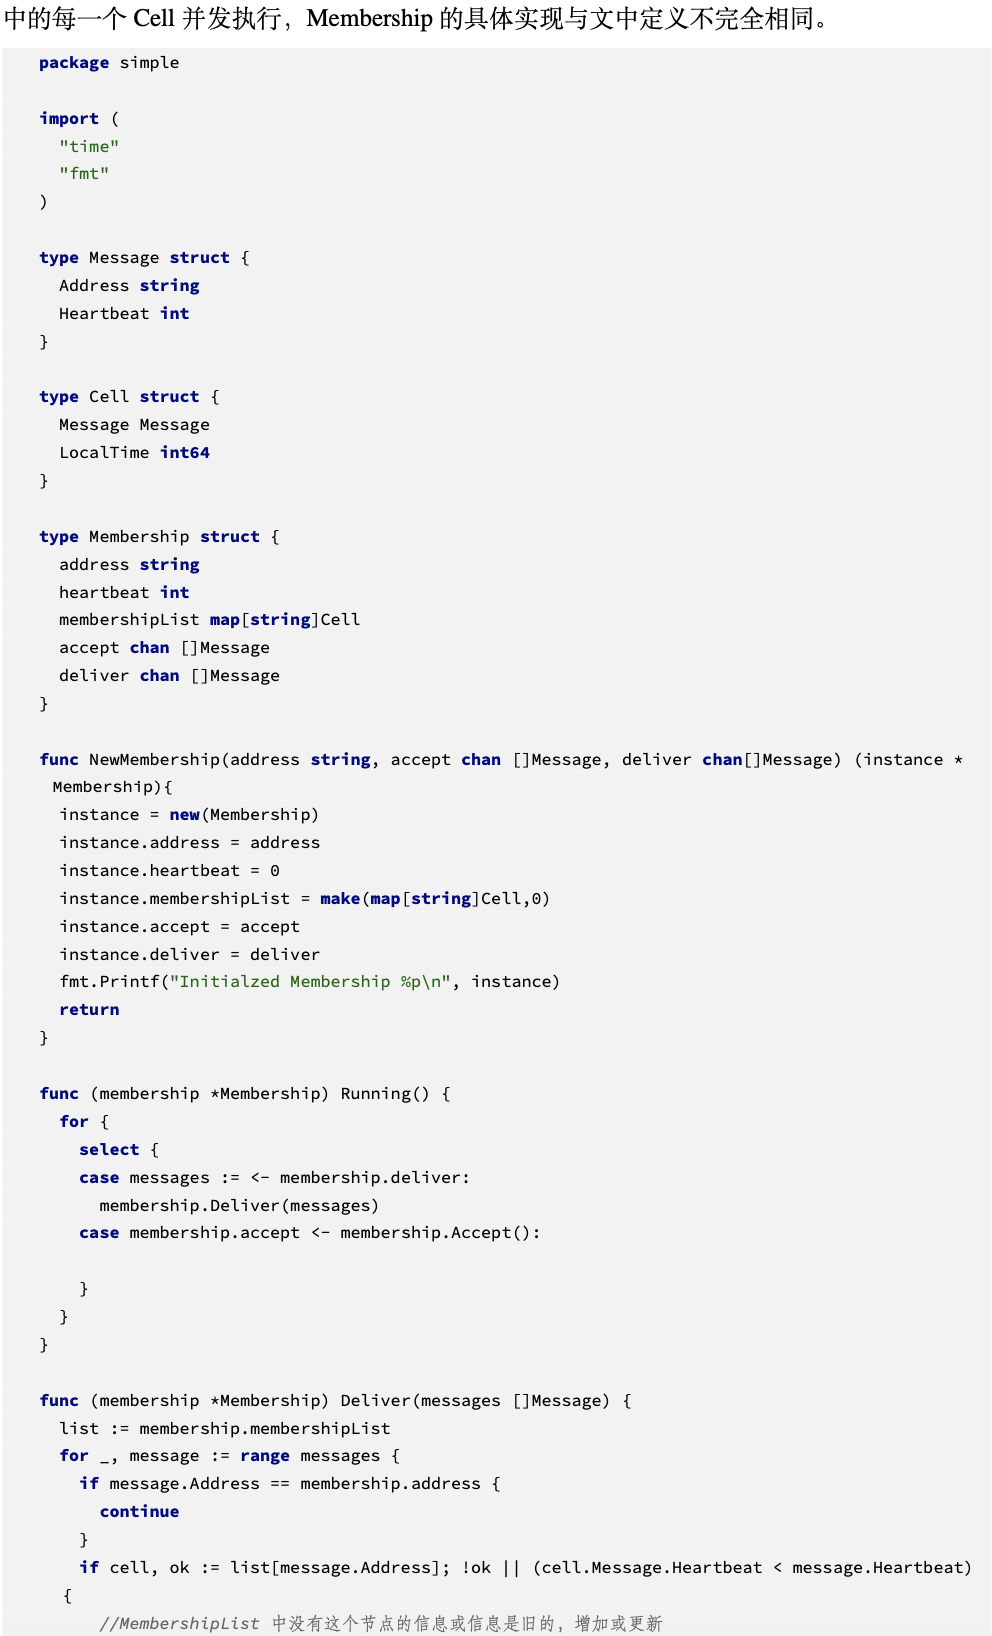 中的每一个 Cell 并发执行，Membership 的具体实现与文中定义不完全相同。
package simple
import (
"time"
"fmt"
)
type Message struct {
Address string
Heartbeat int
}
type Cell struct {
Message Message
LocalTime int64
}
type Membership struct {
address string
heartbeat int
membershipList map[string]Cell
accept chan []Message
deliver chan []Message
}
func NewMembership(address string, accept chan []Message, deliver chan[]Message) (instance *
Membership){
instance = new(Membership)
instance.address = address
instance.heartbeat = 0
instance.membershipList = make(map[string]Cell,0)
instance.accept = accept
instance.deliver = deliver
fmt.Printf("Initialzed Membership %p\n", instance)
return
}
func (membership *Membership) Running() {
for {
select {
case messages := <- membership.deliver:
membership.Deliver(messages)
case membership.accept <- membership.Accept():
}
}
}
func (membership *Membership) Deliver(messages []Message) {
list := membership.membershipList
for _, message := range messages {
if message.Address == membership.address {
continue
}
if cell, ok := list[message.Address]; !ok || (cell.Message.Heartbeat < message.Heartbeat)
{
//MembershipList 中没有这个节点的信息或信息是旧的，增加或更新